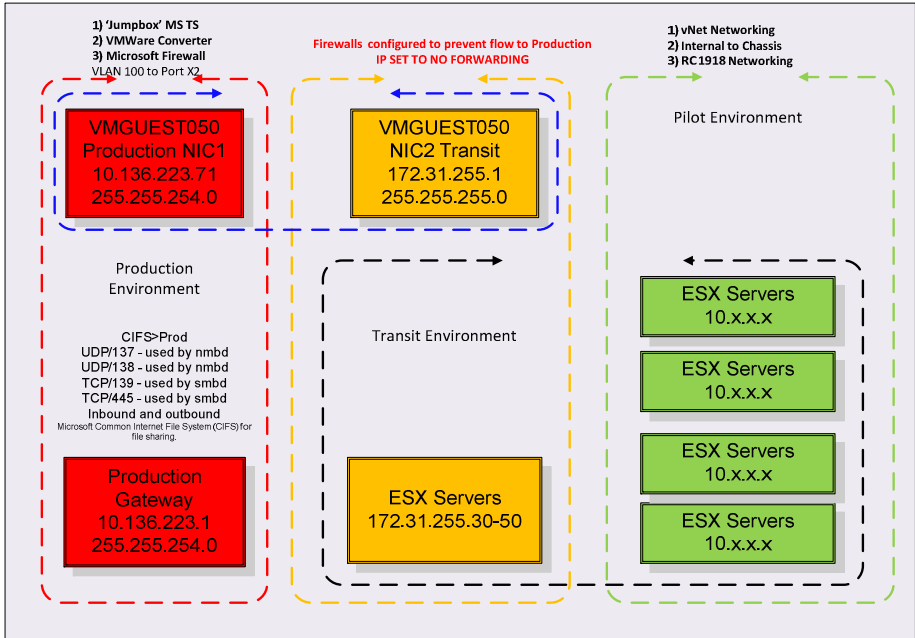 1) 'Jumpbox' MS TS
2) VMWare Converter
3) Microsoft Firewall
VLAN 100 to Port X2
Firewalls configured to prevent flow to Production
IP SET TO NO FORWARDING
1) vNet Networking
2) Internal to Chassis
3) RC1918 Networking
VMGUEST050
Production NIC1
10.136.223.71
255.255.254.0
VMGUEST050
NIC2 Transit
172.31.255.1
255.255.255.0
Pilot Environment
Production
Environment
CIFS>Prod
UDP/137 - used by nmbd
UDP/138 - used by nmbd
TCP/139 - used by smbd
TCP/445 - used by smbd
Inbound and outbound
Microsoft Common Internet File System (CIFS) for
file sharing.
Transit Environment
ESX Servers
10.x.x.x
ESX Servers
10.x.x.x
ESX Servers
10.x.x.x
ESX Servers
10.x.x.x
Production
Gateway
10.136.223.1
255.255.254.0
ESX Servers
172.31.255.30-50